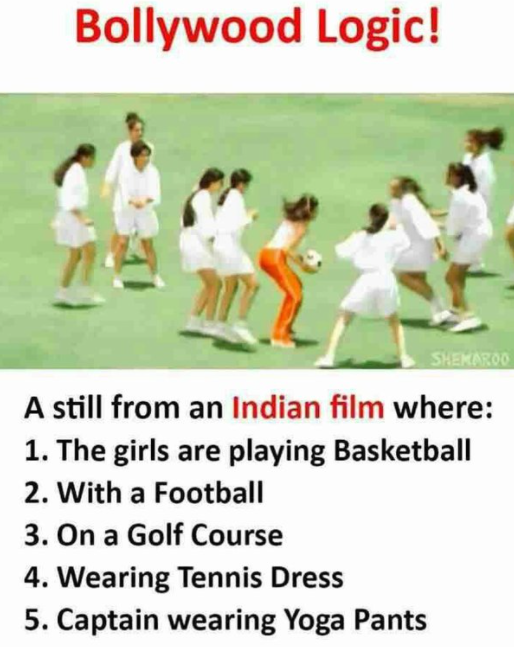 Bollywood Logic!
SHEMAROO
A still from an Indian film where:
1. The girls are playing Basketball
2. With a Football
3. On a Golf Course
4. Wearing Tennis Dress
5. Captain wearing Yoga Pants